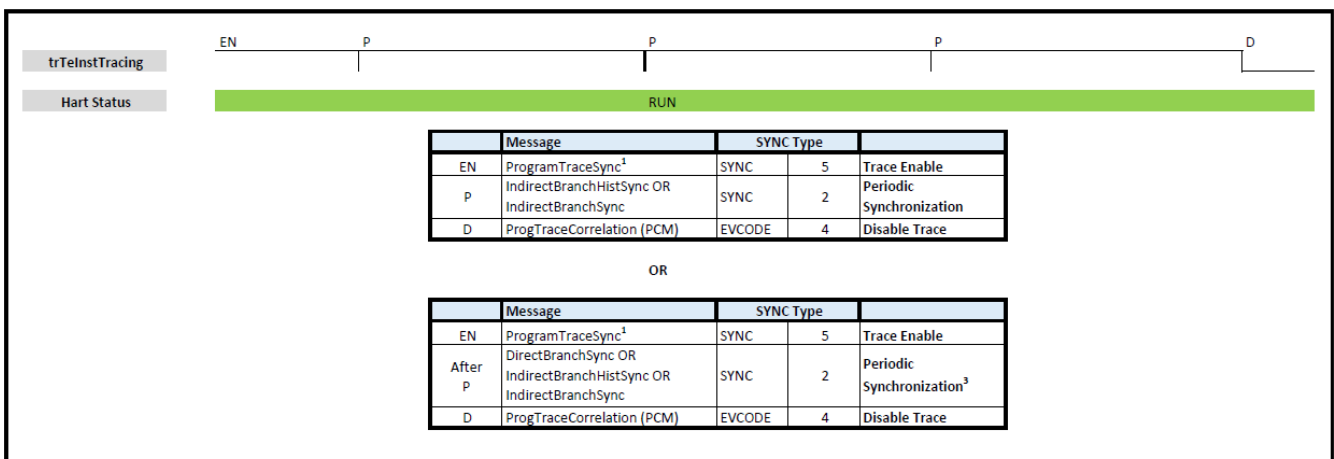 EN P P P D
trTeInstTracing
Hart Status RUN
Message SYNC Type
EN ProgramTraceSync¹ SYNC 5 Trace Enable
P IndirectBranchHistSync OR
IndirectBranchSync SYNC 2 Periodic
Synchronization
D ProgTraceCorrelation (PCM) EVCODE 4 Disable Trace
OR
Message SYNC Type
EN ProgramTraceSync¹ SYNC 5 Trace Enable
After
P DirectBranchSync OR
IndirectBranchHistSync OR
IndirectBranchSync SYNC 2 Periodic
Synchronization³
D ProgTraceCorrelation (PCM) EVCODE 4 Disable Trace